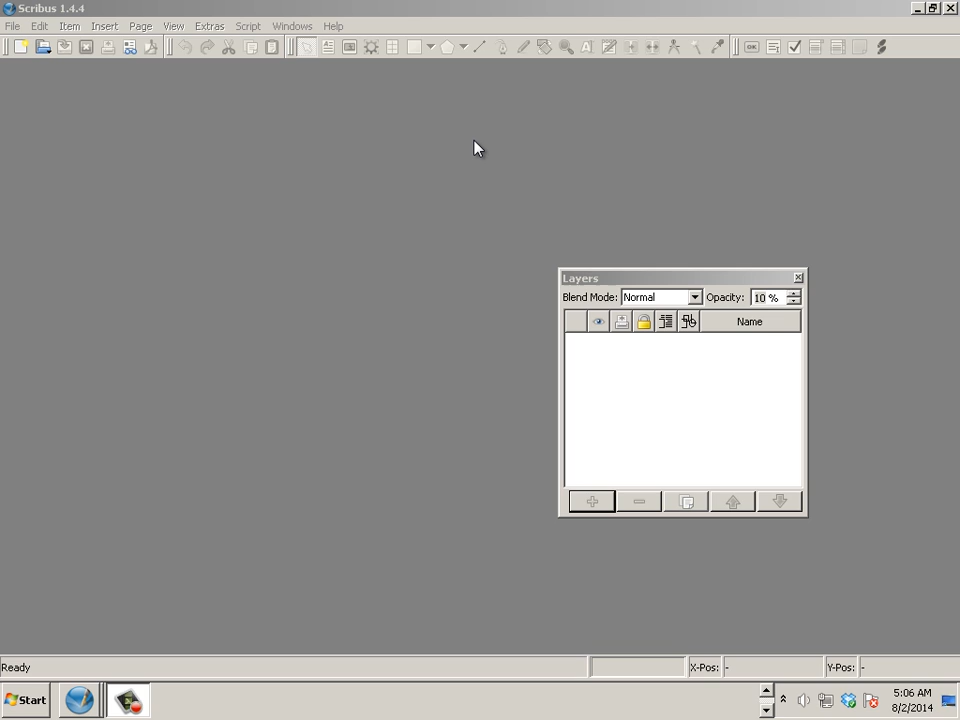 Scribus 1.4.4
File Edit Item Insert Page View Extras Script Windows Help
OK
Layers
Blend Mode: Normal Opacity: 10 %
Name
Ready X-Pos: - Y-Pos: -
Start 5:06 AM
8/2/2014